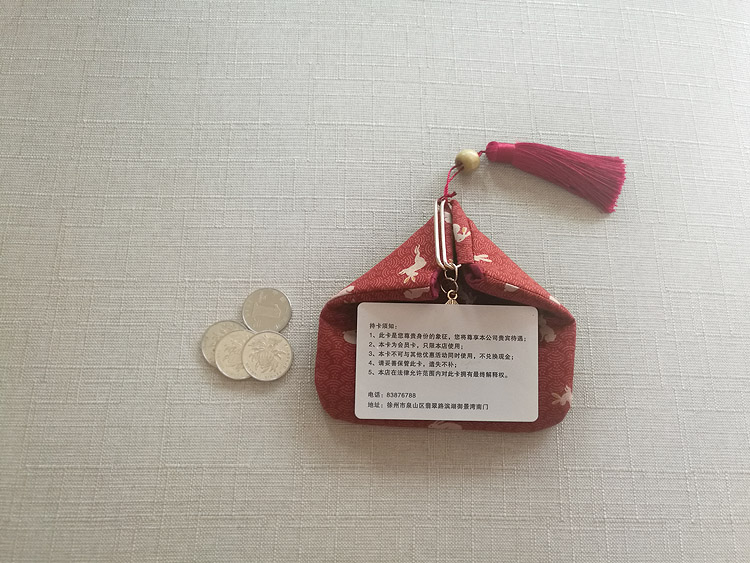 持卡须知：
1、此卡是您尊贵身份的象征，您将尊享本公司贵宾待遇；
2、本卡为会员卡，只限本店使用；
3、本卡不可与其他优惠活动同时使用，不兑换现金；
4、请妥善保管此卡，遗失不补；
5、本店在法律允许范围内对此卡拥有最终解释权。
电话：83876788
地址：徐州市泉山区翡翠路滨湖御景湾南门